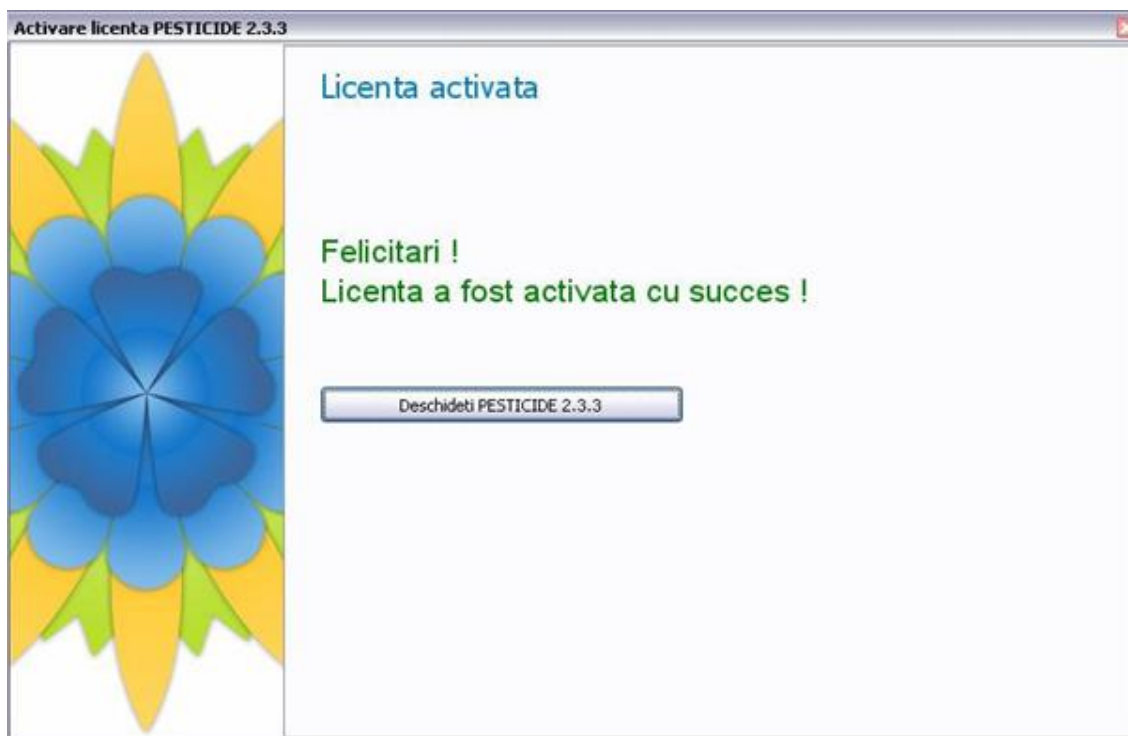 Activare licenta PESTICIDE 2.3.3
Licenta activata
Felicitari !
Licenta a fost activata cu succes !
Deschideti PESTICIDE 2.3.3